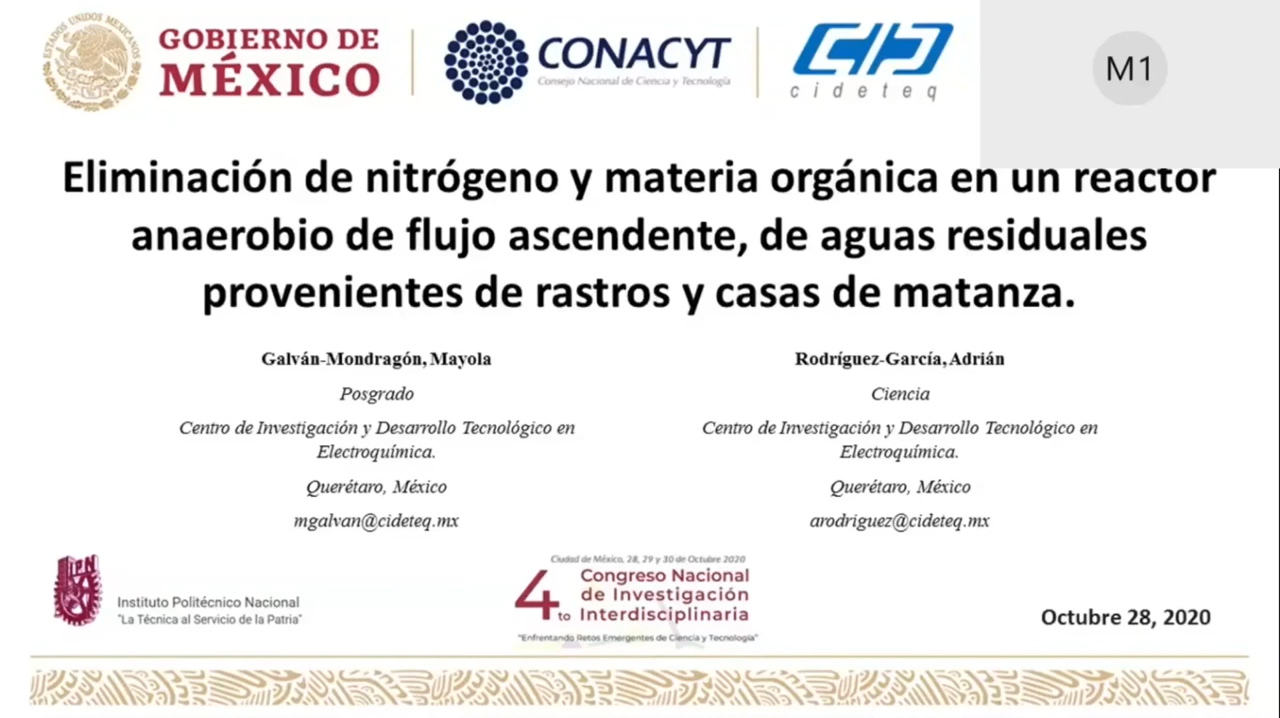 ESTADOS UNIDOS MEXICANOS
GOBIERNO DE
MÉXICO
CONACYT
Consejo Nacional de Ciencia y Tecnología
cideteq
M1
Eliminación de nitrógeno y materia orgánica en un reactor
anaerobio de flujo ascendente, de aguas residuales
provenientes de rastros y casas de matanza.
Galván-Mondragón, Mayola
Posgrado
Centro de Investigación y Desarrollo Tecnológico en
Electroquímica.
Querétaro, México
mgalvan@cideteq.mx
Rodríguez-García, Adrián
Ciencia
Centro de Investigación y Desarrollo Tecnológico en
Electroquímica.
Querétaro, México
arodriguez@cideteq.mx
IPN
Instituto Politécnico Nacional
"La Técnica al Servicio de la Patria"
Ciudad de México, 28, 29 y 30 de Octubre 2020
4to Congreso Nacional
de Investigación
Interdisciplinaria
"Enfrentando Retos Emergentes de Ciencia y Tecnología"
Octubre 28, 2020